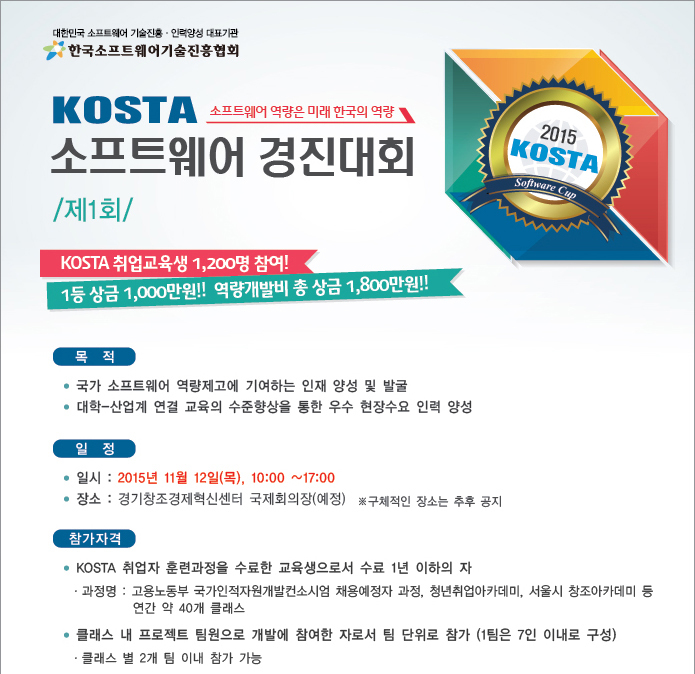 대한민국 소프트웨어 기술진흥 · 인력양성 대표기관
한국소프트웨어기술진흥협회
KOSTA 소프트웨어 역량은 미래 한국의 역량
소프트웨어 경진대회
/제1회/
2015
KOSTA
Software Cup
KOSTA 취업교육생 1,200명 참여!
1등 상금 1,000만원!! 역량개발비 총 상금 1,800만원!!
목 적
• 국가 소프트웨어 역량제고에 기여하는 인재 양성 및 발굴
• 대학-산업계 연결 교육의 수준향상을 통한 우수 현장수요 인력 양성
일 정
• 일시 : 2015년 11월 12일(목), 10:00 ~17:00
• 장소 : 경기창조경제혁신센터 국제회의장(예정) ※구체적인 장소는 추후 공지
참가자격
• KOSTA 취업자 훈련과정을 수료한 교육생으로서 수료 1년 이하의 자
· 과정명 : 고용노동부 국가인적자원개발컨소시엄 채용예정자 과정, 청년취업아카데미, 서울시 창조아카데미 등
연간 약 40개 클래스
• 클래스 내 프로젝트 팀원으로 개발에 참여한 자로서 팀 단위로 참가 (1팀은 7인 이내로 구성)
· 클래스 별 2개 팀 이내 참가 가능